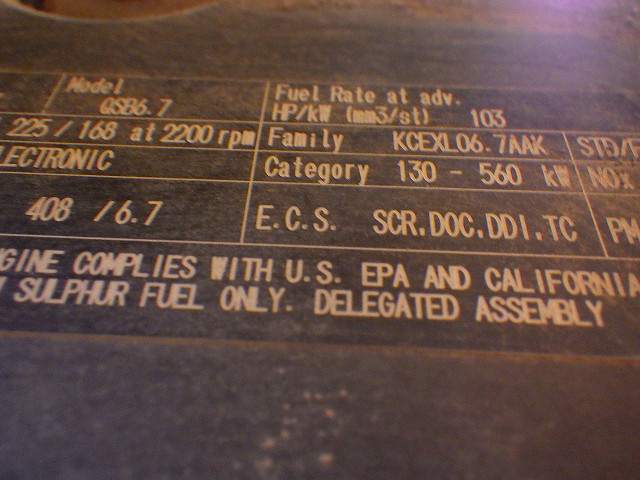 Model
QSB6.7
Fuel Rate at adv.
HP/kW (mm3/st) 103
225 / 168 at 2200 rpm
Family KCEXL06.7AAK
STD/F
LECTRONIC
Category 130 - 560 kW
NOx
408 /6.7
E.C.S. SCR.DOC.DDI.TC
PM
GINE COMPLIES WITH U.S. EPA AND CALIFORNIA
SULPHUR FUEL ONLY. DELEGATED ASSEMBLY